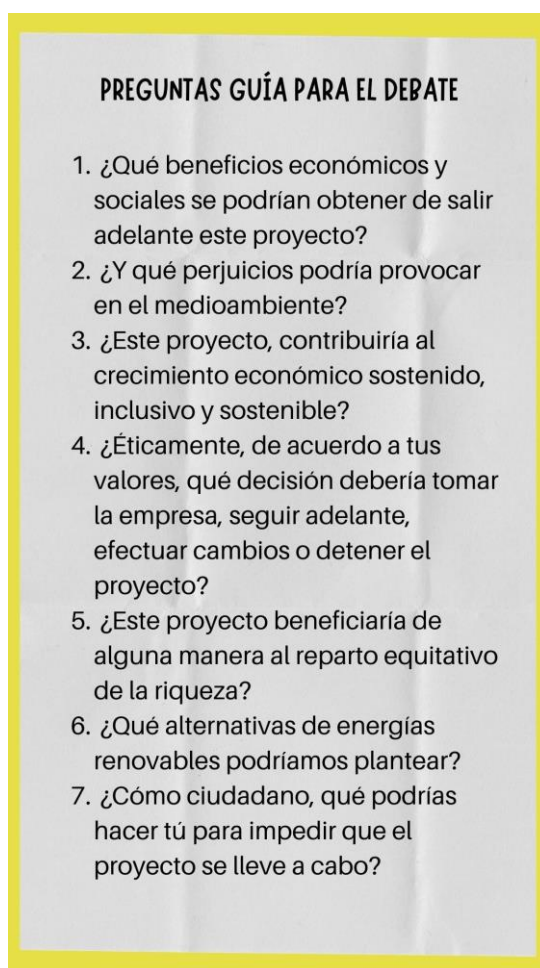 PREGUNTAS GUÍA PARA EL DEBATE
1. ¿Qué beneficios económicos y
sociales se podrían obtener de salir
adelante este proyecto?
2. ¿Y qué perjuicios podría provocar
en el medioambiente?
3. ¿Este proyecto, contribuiría al
crecimiento económico sostenido,
inclusivo y sostenible?
4. ¿Éticamente, de acuerdo a tus
valores, qué decisión debería tomar
la empresa, seguir adelante,
efectuar cambios o detener el
proyecto?
5. ¿Este proyecto beneficiaría de
alguna manera al reparto equitativo
de la riqueza?
6. ¿Qué alternativas de energías
renovables podríamos plantear?
7. ¿Cómo ciudadano, qué podrías
hacer tú para impedir que el
proyecto se lleve a cabo?